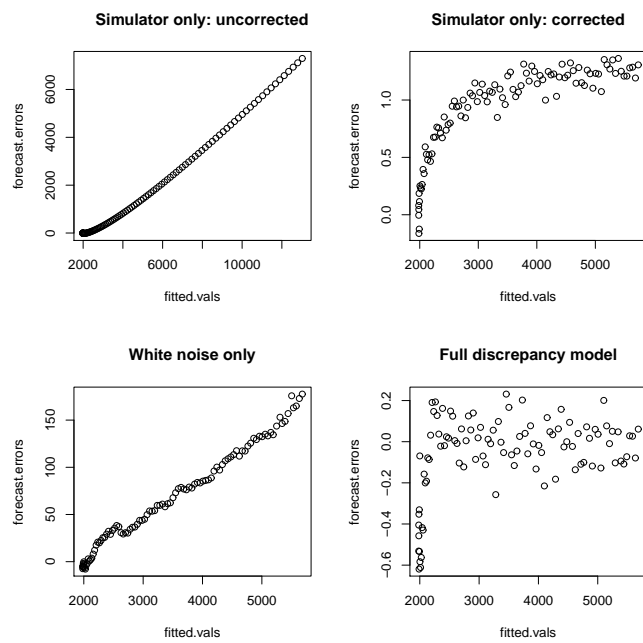 Simulator only: uncorrected
forecast.errors
0 2000 4000 6000
2000 6000 10000
fitted.vals
Simulator only: corrected
forecast.errors
0.0 0.5 1.0
2000 3000 4000 5000
fitted.vals
White noise only
forecast.errors
0 50 100 150
2000 3000 4000 5000
fitted.vals
Full discrepancy model
forecast.errors
-0.6 -0.4 -0.2 0.0 0.2
2000 3000 4000 5000
fitted.vals